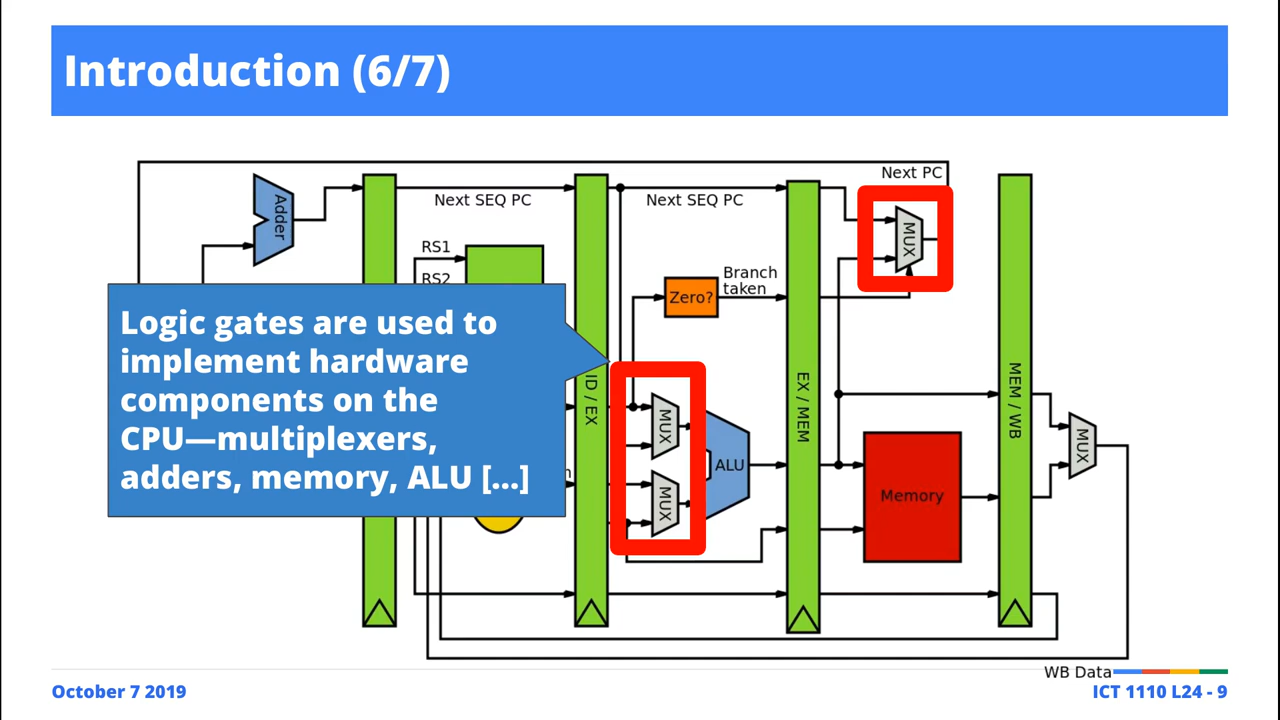 Introduction (6/7)
Next PC
Adder
Next SEQ PC
Next SEQ PC
MUX
RS1
RS2
Branch
taken
Zero?
Logic gates are used to
implement hardware
components on the
CPU—multiplexers,
adders, memory, ALU [...]
ID / EX
EX / MEM
MEM / WB
MUX
MUX
ALU
MUX
Memory
WB Data
October 7 2019
ICT 1110 L24 - 9